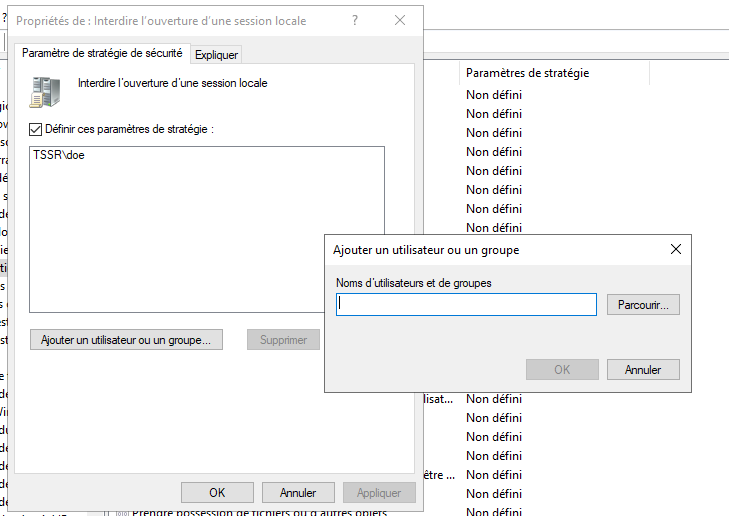 Propriétés de : Interdire l'ouverture d'une session locale
?
Paramètre de stratégie de sécurité
Expliquer
Interdire l'ouverture d'une session locale
Définir ces paramètres de stratégie :
TSSR\doe
Ajouter un utilisateur ou un groupe...
Supprimer
OK
Annuler
Appliquer
Ajouter un utilisateur ou un groupe
Noms d'utilisateurs et de groupes
Parcourir...
OK
Annuler
Paramètres de stratégie
Non défini
Non défini
Non défini
Non défini
Non défini
Non défini
Non défini
Non défini
Non défini
Non défini
Non défini
Non défini
Non défini
Non défini
Prendre possession de fichiers ou d'autres objets